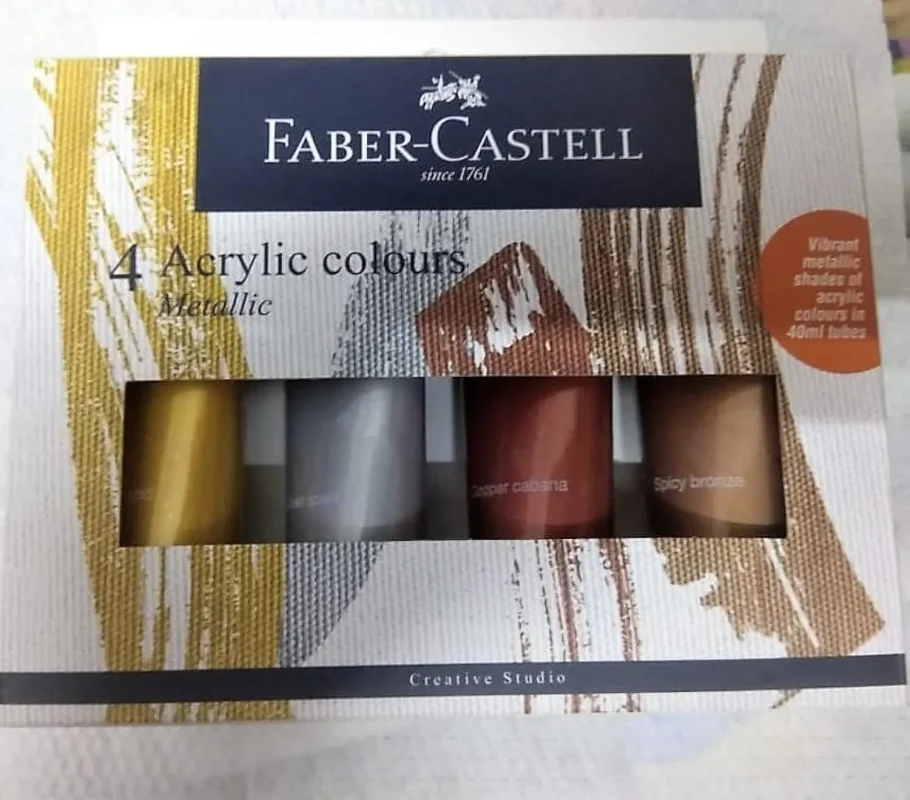 FABER-CASTELL
since 1761
4 Acrylic colours
Metallic
Vibrant
metallic
shades of
acrylic
colours in
40ml tubes
Copper cabana
Spicy bronze
Creative Studio